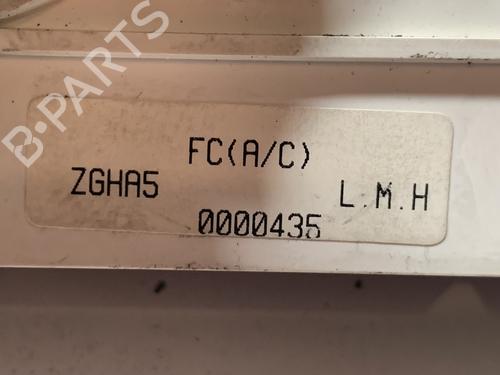 B-PARTS
FC(A/C)
ZGHA5 L.M.H
0000435